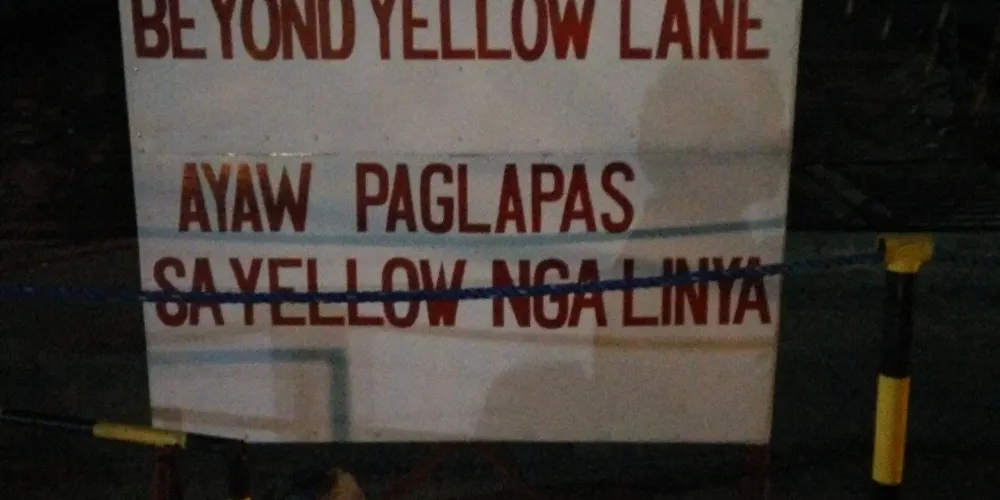 BEYOND YELLOW LANE
AYAW PAGLAPAS
SA YELLOW NGA LINYA